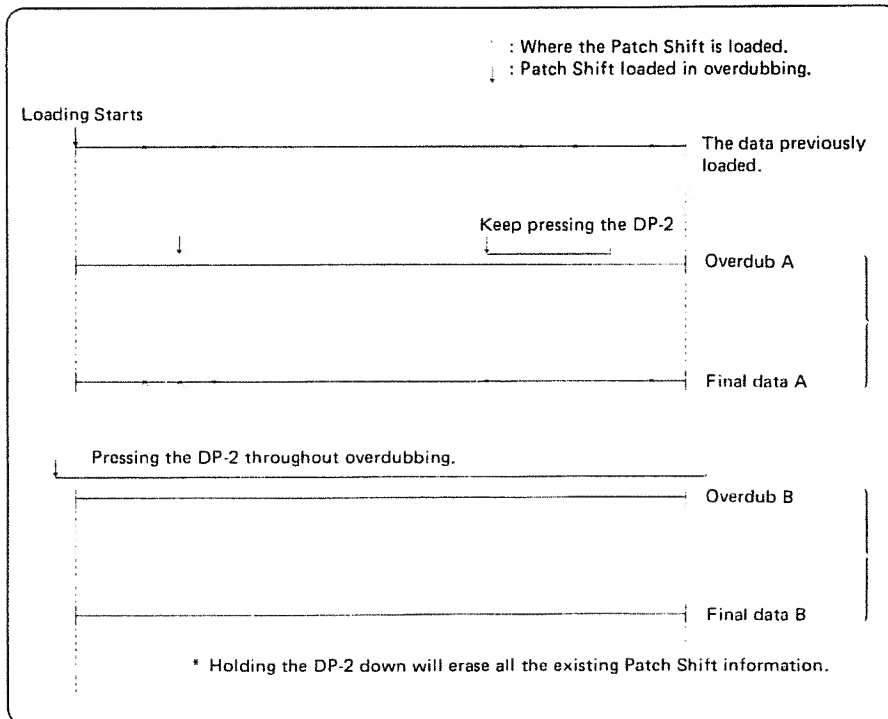 : Where the Patch Shift is loaded.
: Patch Shift loaded in overdubbing.
Loading Starts
The data previously
loaded.
Keep pressing the DP-2
Overdub A
Final data A
Pressing the DP-2 throughout overdubbing.
Overdub B
Final data B
* Holding the DP-2 down will erase all the existing Patch Shift information.